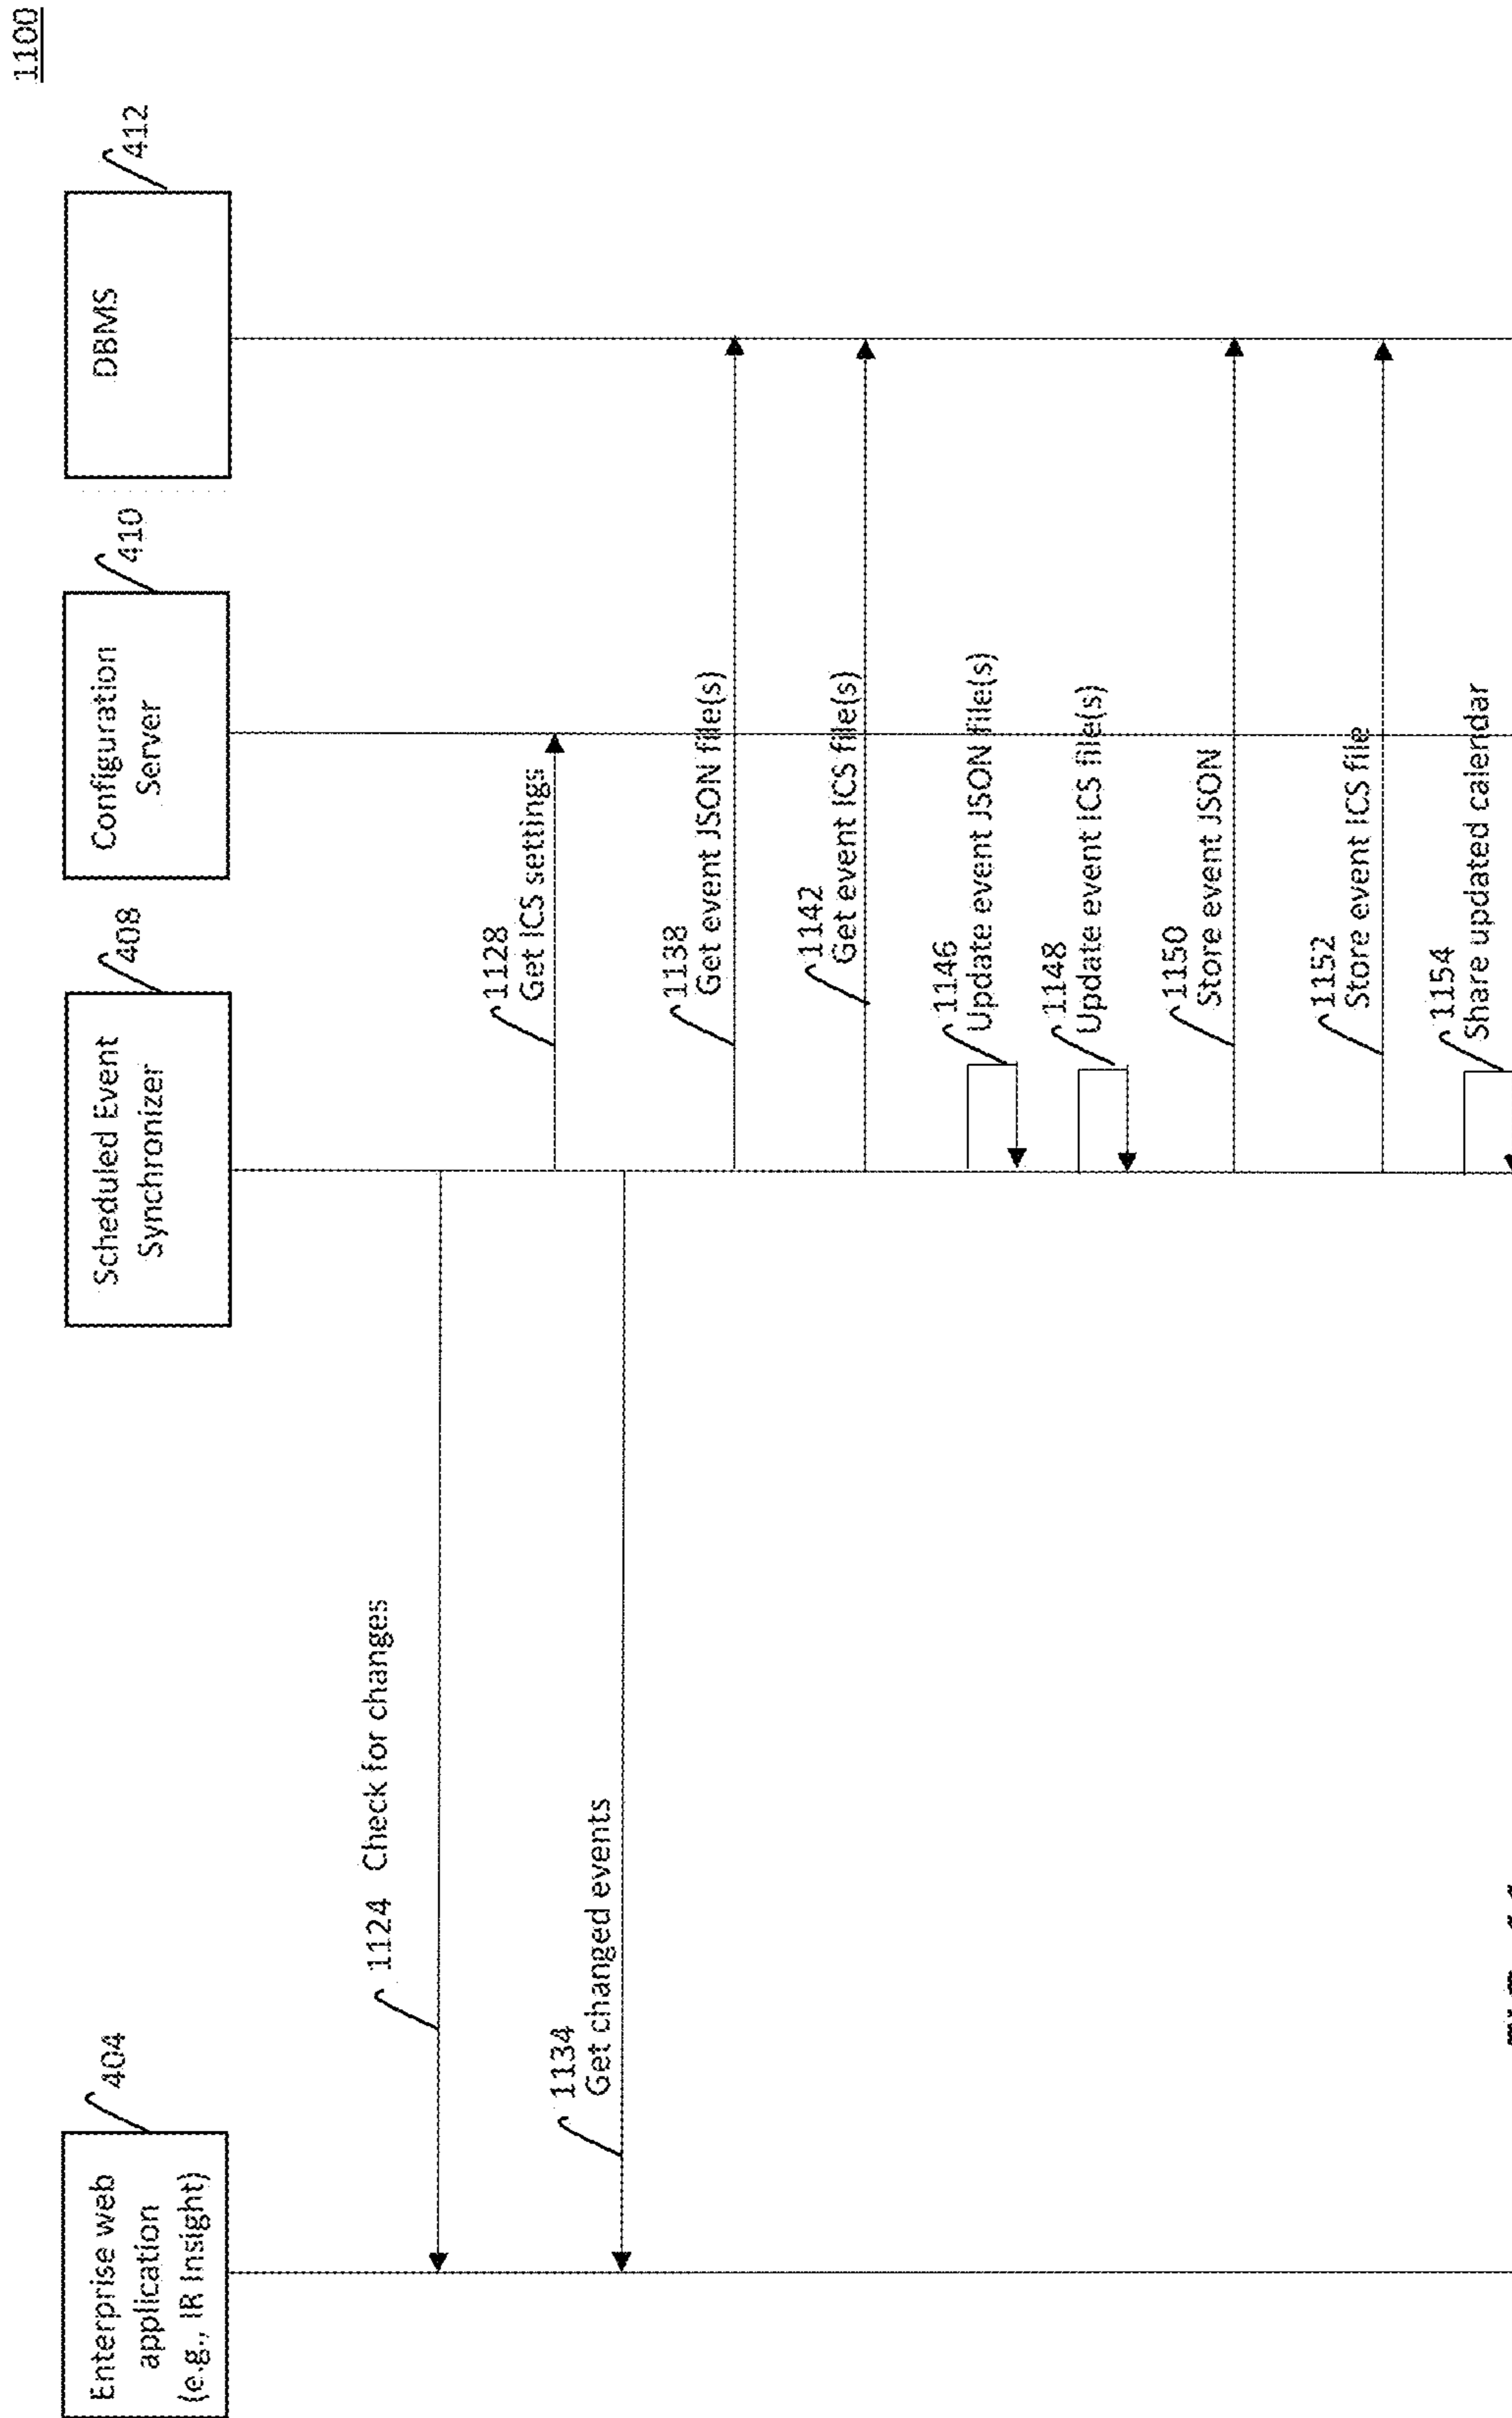 1100
Enterprise web
application
(e.g., IR Insight)
404
Scheduled Event
Synchronizer
408
Configuration
Server
410
DBMS
412
1124 Check for changes
1128
Get ICS settings
1134
Get changed events
1138
Get event JSON file(s)
1142
Get event ICS file(s)
1146
Update event JSON file(s)
1148
Update event ICS file(s)
1150
Store event JSON
1152
Store event ICS file
1154
Share updated calendar